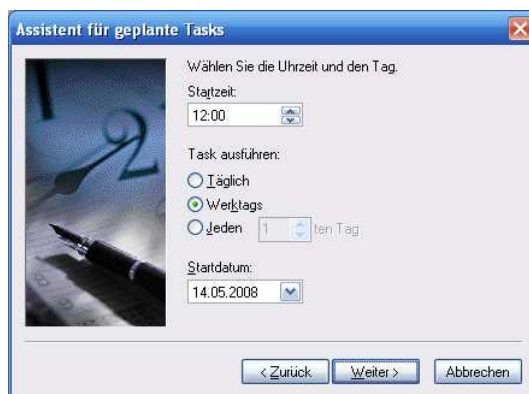 Assistent für geplante Tasks
Wählen Sie die Uhrzeit und den Tag.
Startzeit:
12:00
Task ausführen:
Täglich
Werktags
Jeden 1 ten Tag
Startdatum:
14.05.2008
< Zurück Weiter > Abbrechen
2